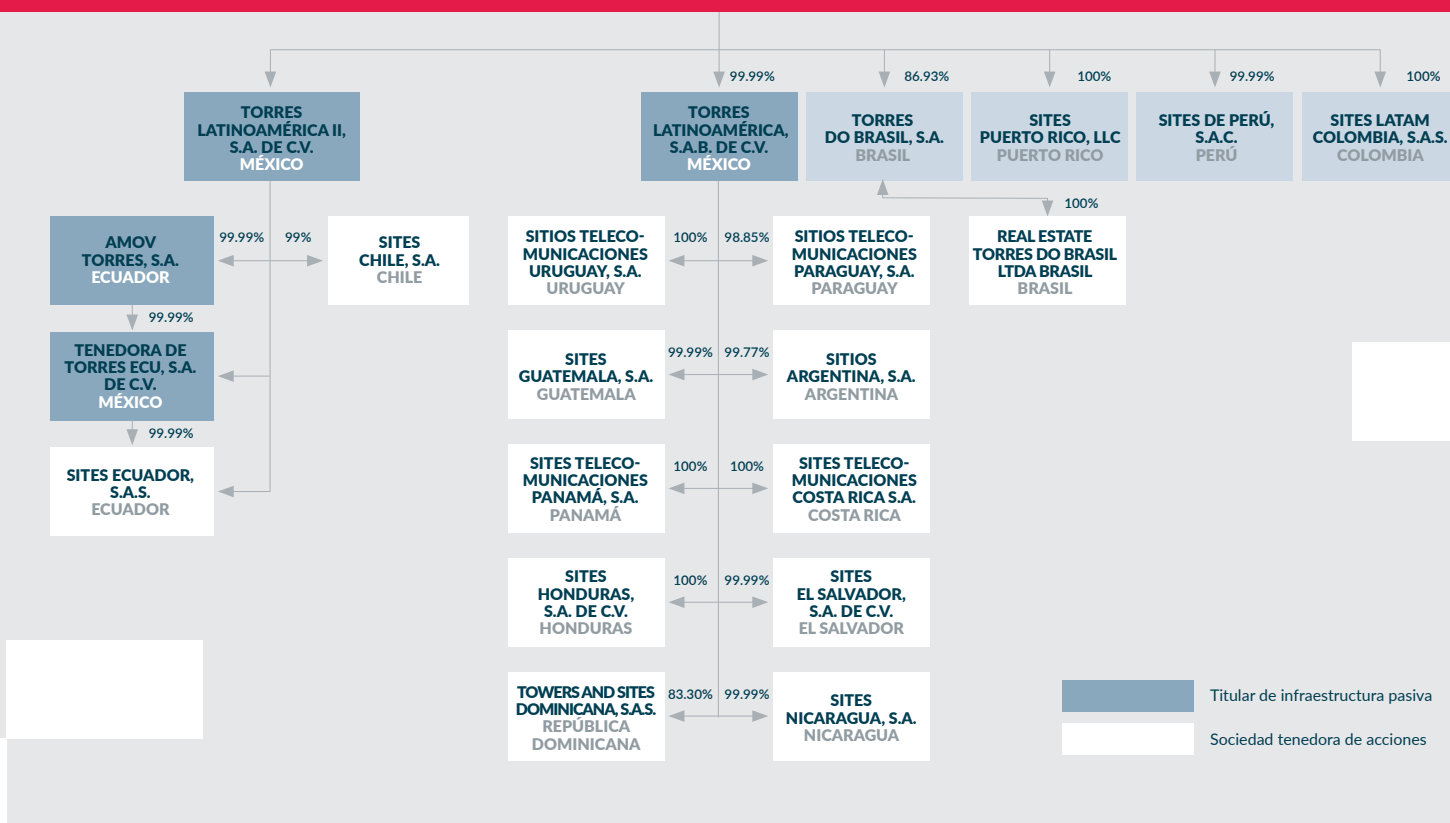 99.99%
86.93%
100%
99.99%
100%
TORRES
LATINOAMÉRICA II,
S.A. DE C.V.
MÉXICO
TORRES
LATINOAMÉRICA,
S.A.B. DE C.V.
MÉXICO
TORRES
DO BRASIL, S.A.
BRASIL
SITES
PUERTO RICO, LLC
PUERTO RICO
SITES DE PERÚ,
S.A.C.
PERÚ
SITES LATAM
COLOMBIA, S.A.S.
COLOMBIA
100%
AMOV
TORRES, S.A.
ECUADOR
99.99%
99%
SITES
CHILE, S.A.
CHILE
SITIOS TELECO-
MUNICACIONES
URUGUAY, S.A.
URUGUAY
100%
98.85%
SITIOS TELECO-
MUNICACIONES
PARAGUAY, S.A.
PARAGUAY
REAL ESTATE
TORRES DO BRASIL
LTDA BRASIL
BRASIL
99.99%
TENEDORA DE
TORRES ECU, S.A.
DE C.V.
MÉXICO
SITES
GUATEMALA, S.A.
GUATEMALA
99.99%
99.77%
SITIOS
ARGENTINA, S.A.
ARGENTINA
99.99%
SITES ECUADOR,
S.A.S.
ECUADOR
SITES TELECO-
MUNICACIONES
PANAMÁ, S.A.
PANAMÁ
100%
100%
SITES TELECO-
MUNICACIONES
COSTA RICA S.A.
COSTA RICA
SITES
HONDURAS,
S.A. DE C.V.
HONDURAS
100%
99.99%
SITES
EL SALVADOR,
S.A. DE C.V.
EL SALVADOR
TOWERS AND SITES
DOMINICANA, S.A.S.
REPÚBLICA
DOMINICANA
83.30%
99.99%
SITES
NICARAGUA, S.A.
NICARAGUA
Titular de infraestructura pasiva
Sociedad tenedora de acciones